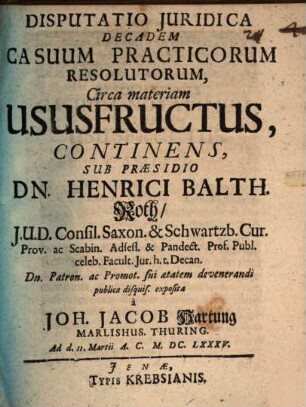 DISPUTATIO JURIDICA
DECADEM
CASUUM PRACTICORUM
RESOLUTORUM,
Circa materiam
USUSFRUCTUS,
CONTINENS,
SUB PRÆSIDIO
DN. HENRICI BALTH.
Roth/
J.U.D. Consil. Saxon. & Schwartzb. Cur.
Prov. ac Scabin. Adsess. & Pandect. Prof. Publ.
celeb. Facult. Jur. h. t. Decan.
Dn. Patron. ac Promot. sui ætatem devenerandi
publicæ disquis. exposita
à
JOH. JACOB Hartung
MARLISHUS. THURING.
Ad d. 11. Martii A. C. M. DC. LXXXV.
JENÆ,
TYPIS KREBSIANIS.